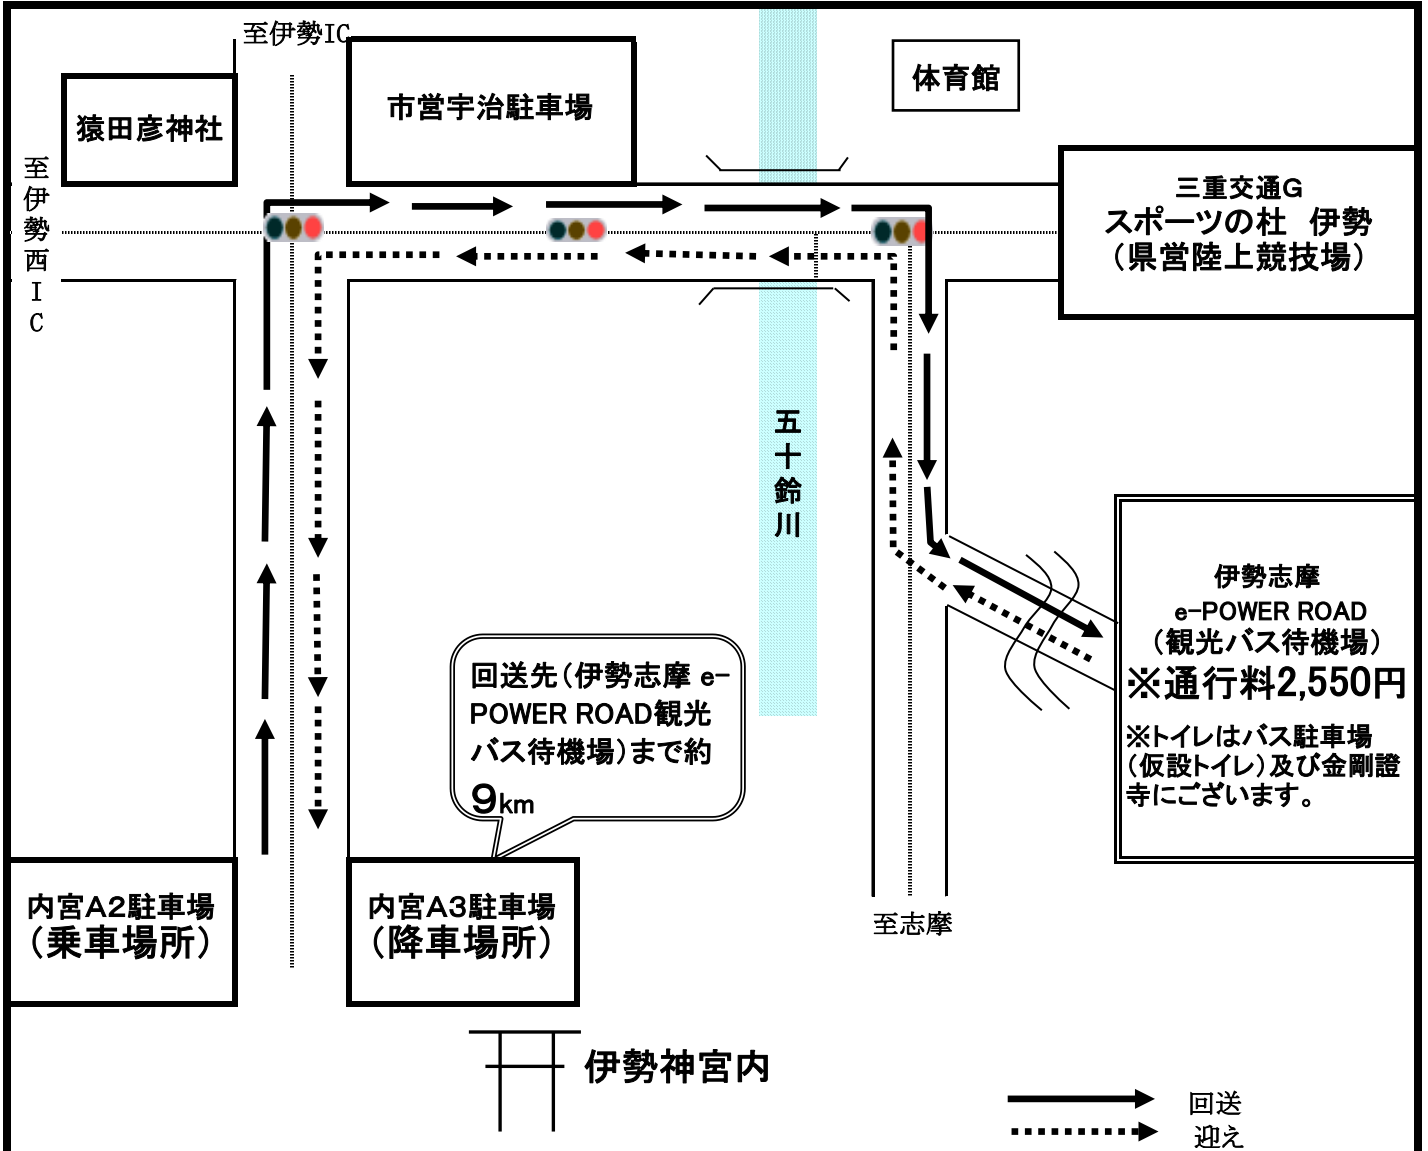 至伊勢IC
体育館
猿田彦神社
市営宇治駐車場
至伊勢西IC
三重交通G
スポーツの杜　伊勢
（県営陸上競技場）
五十鈴川
伊勢志摩
e-POWER ROAD
（観光バス待機場）
※通行料2,550円
※トイレはバス駐車場
（仮設トイレ）及び金剛證
寺にございます。
回送先（伊勢志摩 e-
POWER ROAD観光
バス待機場）まで約
9km
内宮A2駐車場
（乗車場所）
内宮A3駐車場
（降車場所）
至志摩
伊勢神宮内
回送
迎え